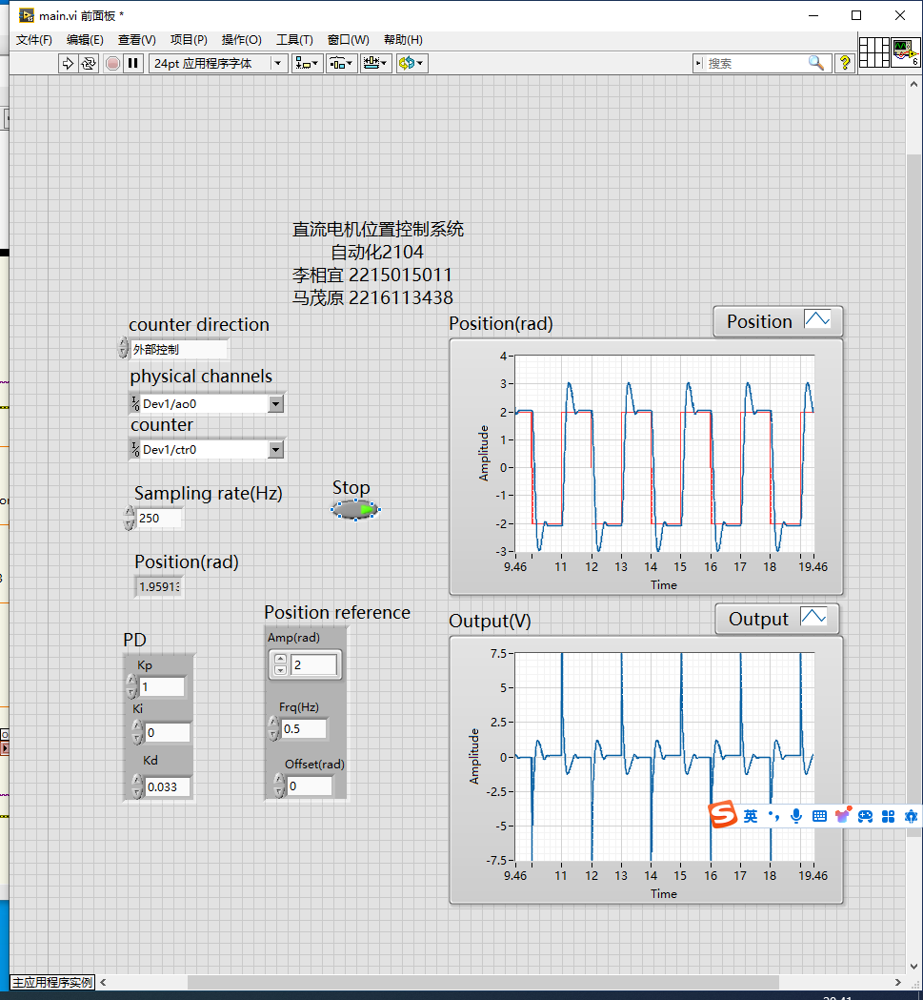 main.vi 前面板 *
文件(F) 编辑(E) 查看(V) 项目(P) 操作(O) 工具(T) 窗口(W) 帮助(H)
24pt 应用程序字体
搜索
?
6
直流电机位置控制系统
自动化2104
李相宜 2215015011
马茂原 2216113438
counter direction
外部控制
physical channels
Dev1/ao0
counter
Dev1/ctr0
Sampling rate(Hz)
250
Stop
Position(rad)
1.95913
PD
Kp
1
Ki
0
Kd
0.033
Position reference
Amp(rad)
2
Frq(Hz)
0.5
Offset(rad)
0
Position(rad)
Position
Amplitude
4
3
2
1
0
-1
-2
-3
9.46 11 12 13 14 15 16 17 18 19.46
Time
Output(V)
Output
Amplitude
7.5
5
2.5
0
-2.5
-5
-7.5
9.46 11 12 13 14 15 16 17 18 19.46
Time
英
主应用程序实例